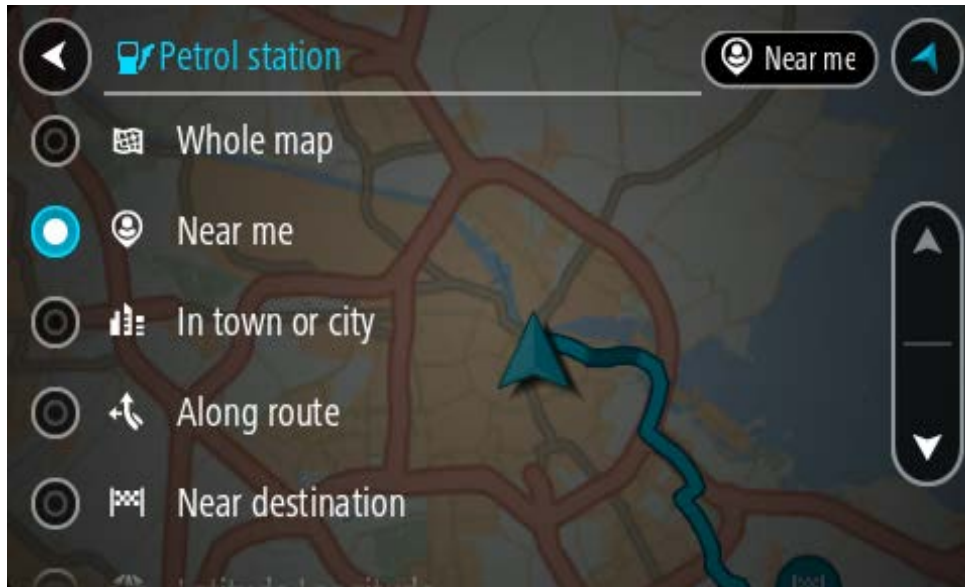 Petrol station
Near me
Whole map
Near me
In town or city
Along route
Near destination